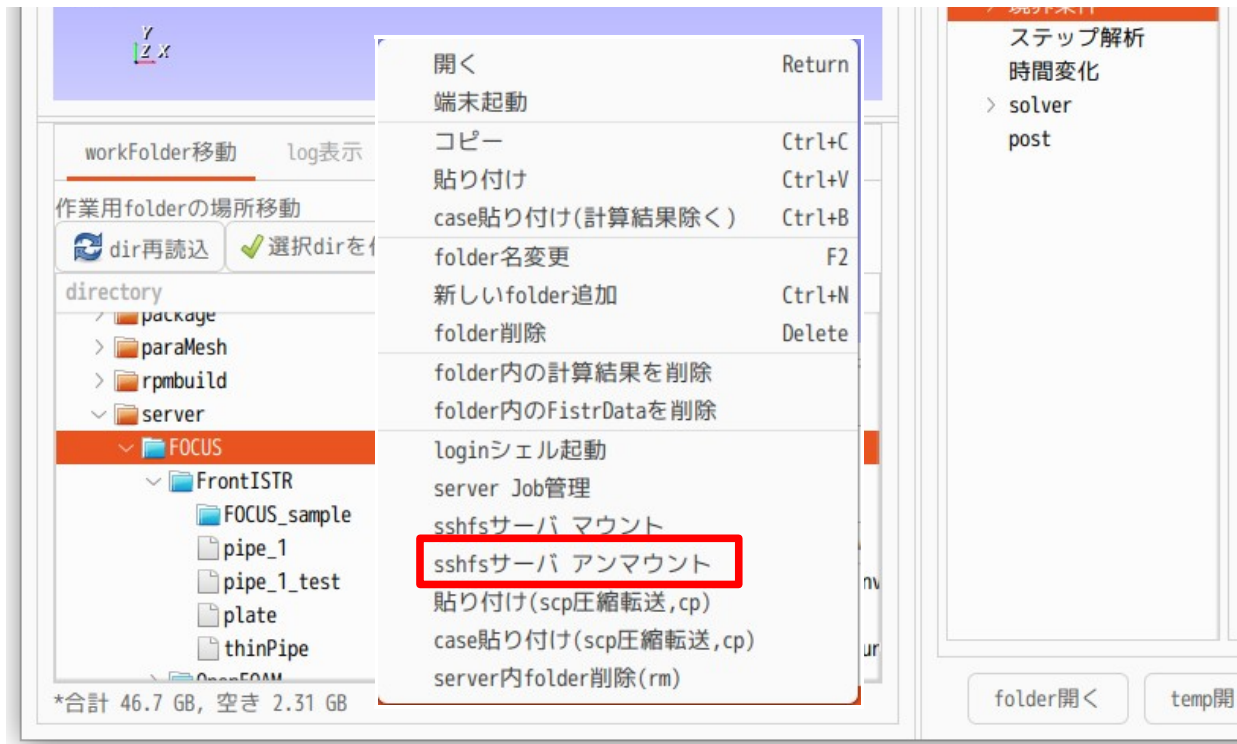 Y
Z X
境界条件
ステップ解析
時間変化
solver
post
workFolder移動 log表示
作業用folderの場所移動
dir再読込 選択dirを
directory
package
paraMesh
rpmbuild
server
FOCUS
FrontISTR
FOCUS_sample
pipe_1
pipe_1_test
plate
thinPipe
OpenFOAM
*合計 46.7 GB, 空き 2.31 GB
開く Return
端末起動
コピー Ctrl+C
貼り付け Ctrl+V
case貼り付け(計算結果除く) Ctrl+B
folder名変更 F2
新しいfolder追加 Ctrl+N
folder削除 Delete
folder内の計算結果を削除
folder内のFistrDataを削除
loginシェル起動
server Job管理
sshfsサーバ マウント
sshfsサーバ アンマウント
貼り付け(scp圧縮転送,cp)
case貼り付け(scp圧縮転送,cp)
server内folder削除(rm)
folder開く temp開